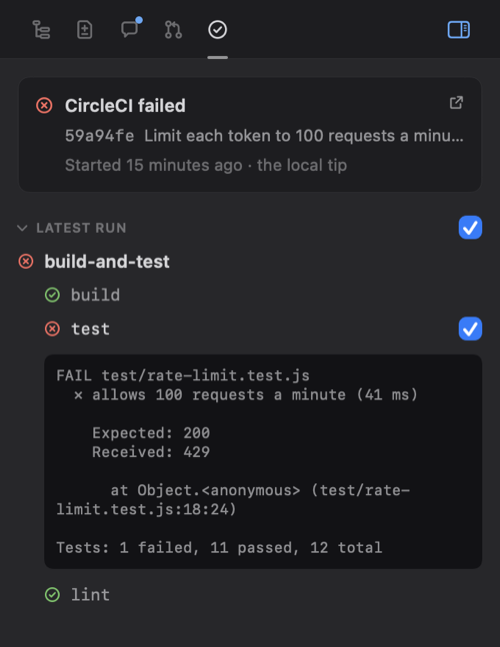 CircleCI failed
59a94fe Limit each token to 100 requests a minu...
Started 15 minutes ago · the local tip
LATEST RUN
build-and-test
build
test
FAIL test/rate-limit.test.js
× allows 100 requests a minute (41 ms)
Expected: 200
Received: 429
at Object.<anonymous> (test/rate-
limit.test.js:18:24)
Tests: 1 failed, 11 passed, 12 total
lint